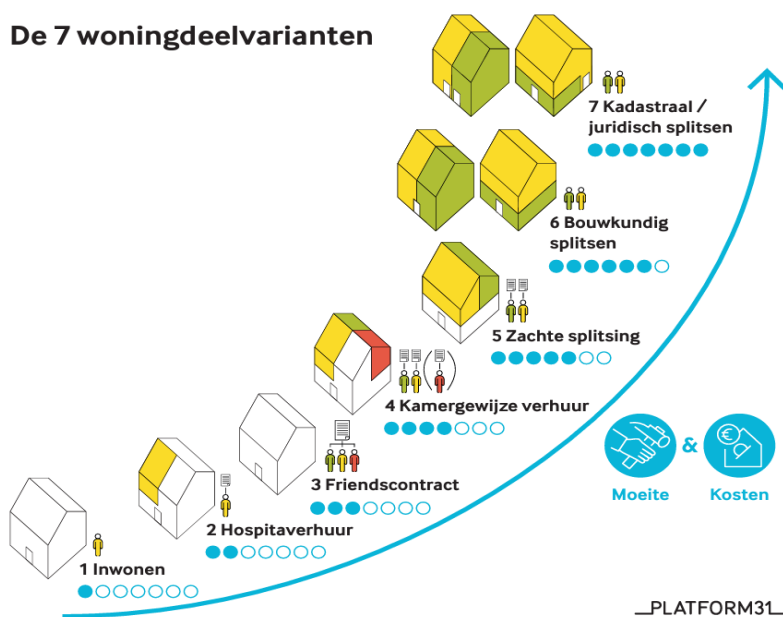 De 7 woningdeelvarianten
7 Kadastraal /
juridisch splitsen
6 Bouwkundig
splitsen
5 Zachte splitsing
4 Kamergewijze verhuur
3 Friendscontract
2 Hospitaverhuur
1 Inwonen
&
€
Moeite
Kosten
PLATFORM31